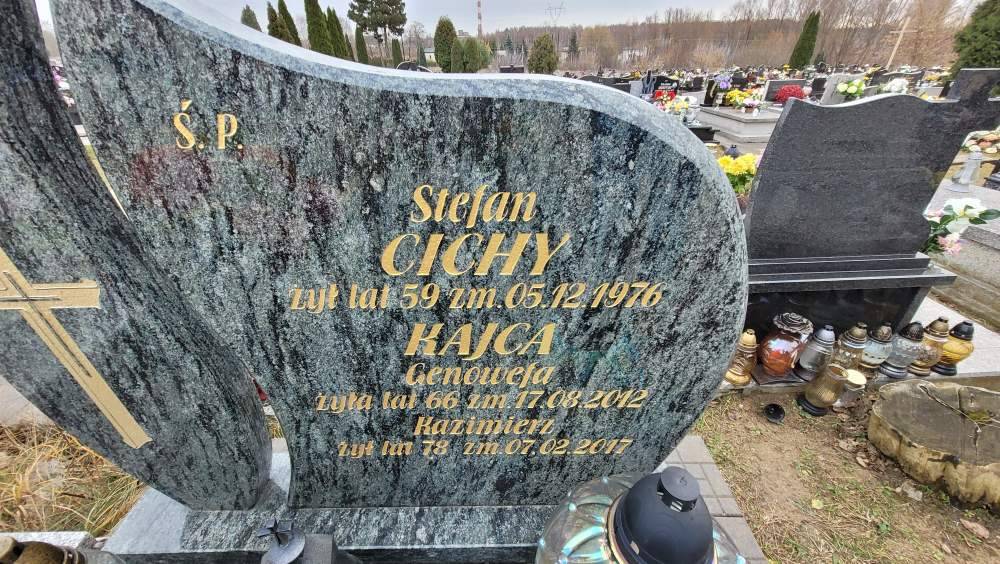 Ś. P.
Stefan
CICHY
żył lat 59 zm. 05.12.1976
KAJCA
Genowefa
żyła lat 66 zm. 17.08.2012
Kazimierz
żył lat 78 zm. 07.02.2017